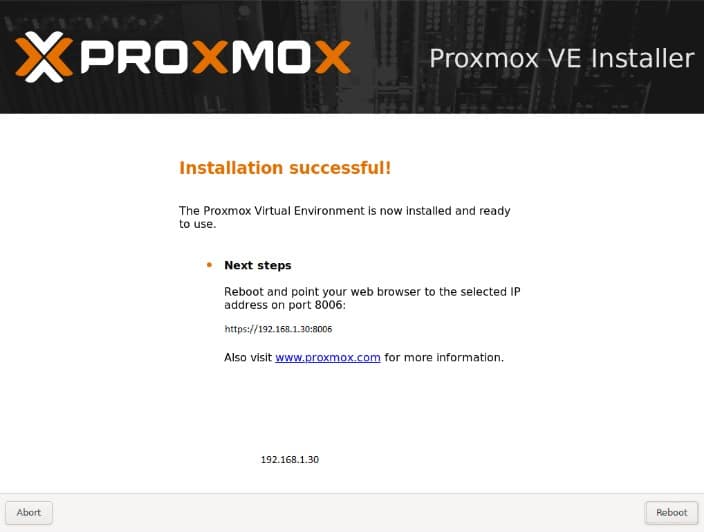 PROXMOX
Proxmox VE Installer
Installation successful!
The Proxmox Virtual Environment is now installed and ready
to use.
Next steps
Reboot and point your web browser to the selected IP
address on port 8006:
https://192.168.1.30:8006
Also visit www.proxmox.com for more information.
192.168.1.30
Abort
Reboot